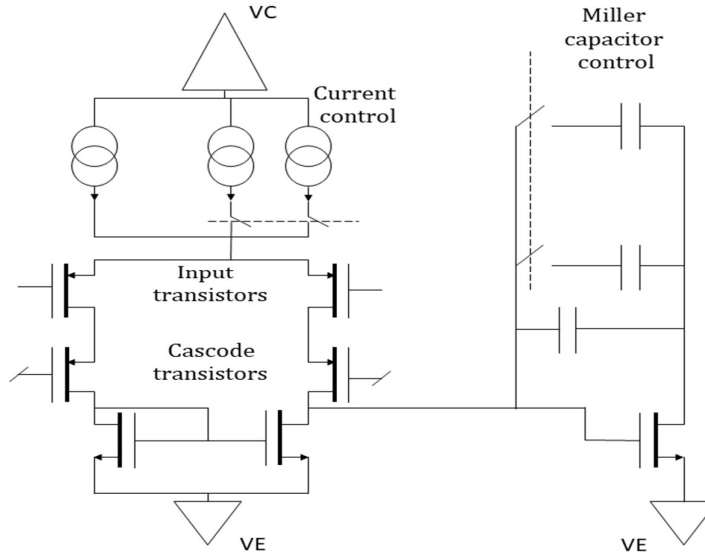 VC
Miller
capacitor
control
Current
control
Input
transistors
Cascode
transistors
VE
VE